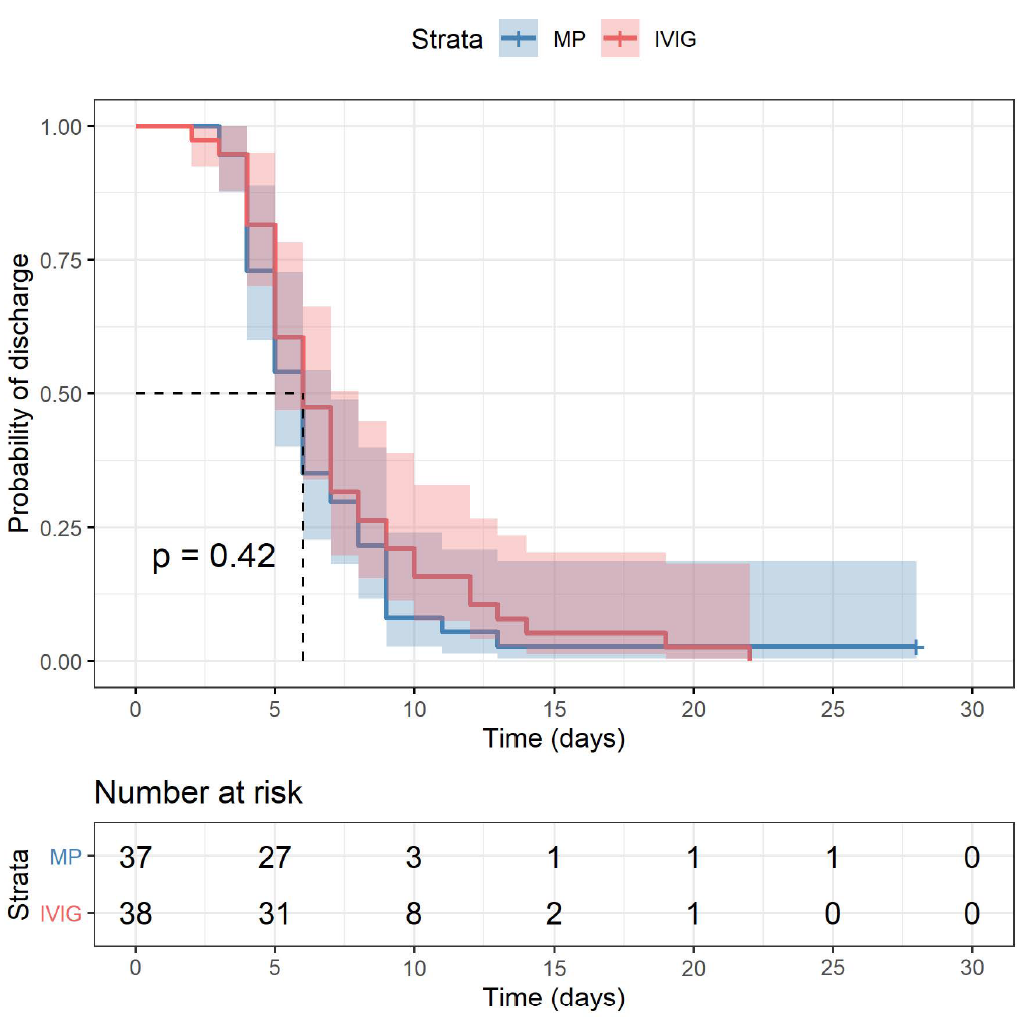 Strata MP IVIG
Probability of discharge
1.00
0.75
0.50
0.25
0.00
p = 0.42
0 5 10 15 20 25 30
Time (days)
Number at risk
Strata
MP 37 27 3 1 1 1 0
IVIG 38 31 8 2 1 0 0
0 5 10 15 20 25 30
Time (days)